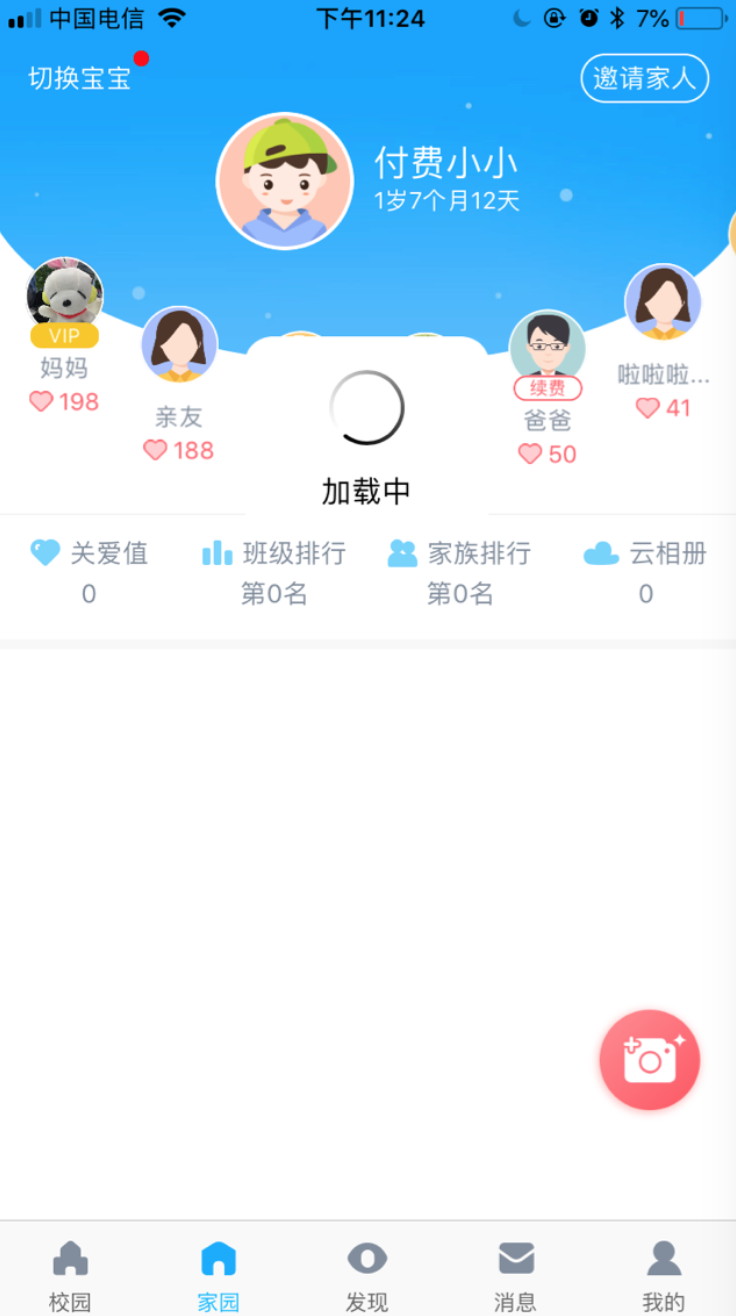 中国电信 下午11:24 7%
切换宝宝 邀请家人
付费小小
1岁7个月12天
VIP
妈妈
198
亲友
188
续费
爸爸
50
啦啦啦...
41
加载中
关爱值 班级排行 家族排行 云相册
0 第0名 第0名 0
校园 家园 发现 消息 我的